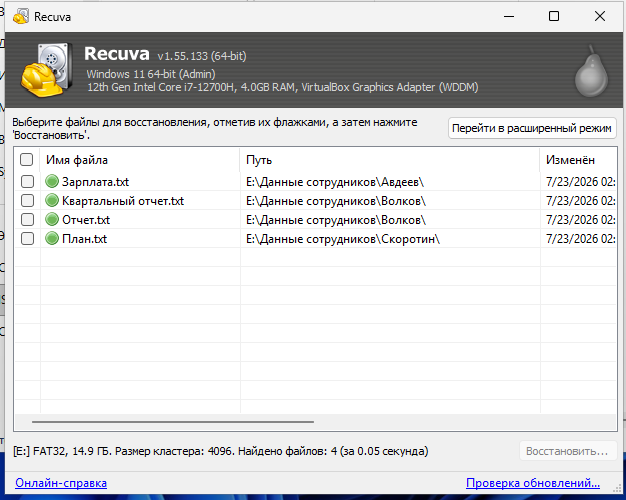 Recuva
Recuva v1.55.133 (64-bit)
Windows 11 64-bit (Admin)
12th Gen Intel Core i7-12700H, 4.0GB RAM, VirtualBox Graphics Adapter (WDDM)
Выберите файлы для восстановления, отметив их флажками, а затем нажмите
'Восстановить'.
Перейти в расширенный режим
Имя файла Путь Изменён
Зарплата.txt E:\Данные сотрудников\Авдеев\ 7/23/2026 02:
Квартальный отчет.txt E:\Данные сотрудников\Волков\ 7/23/2026 02:
Отчет.txt E:\Данные сотрудников\Волков\ 7/23/2026 02:
План.txt E:\Данные сотрудников\Скоротин\ 7/23/2026 02:
[E:] FAT32, 14.9 ГБ. Размер кластера: 4096. Найдено файлов: 4 (за 0.05 секунда)
Восстановить...
Онлайн-справка
Проверка обновлений...